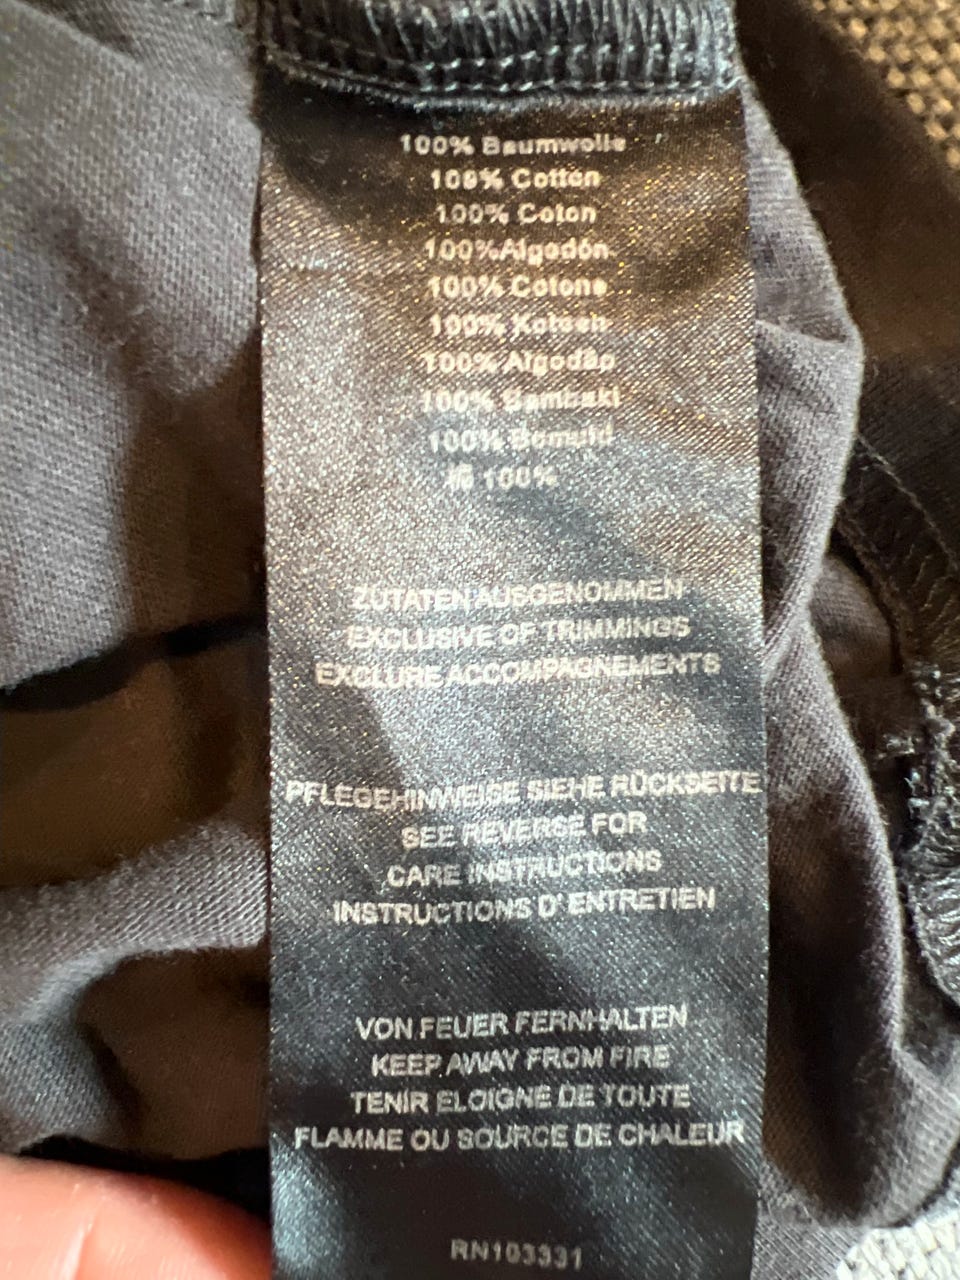 100% Baumwolle
100% Cotton
100% Coton
100%Algodón
100% Cotone
100% Katoen
100% Algodão
100% Bambaki
100% Bomuld
棉 100%
ZUTATEN AUSGENOMMEN
EXCLUSIVE OF TRIMMINGS
EXCLURE ACCOMPAGNEMENTS
PFLEGEHINWEISE SIEHE RÜCKSEITE
SEE REVERSE FOR
CARE INSTRUCTIONS
INSTRUCTIONS D' ENTRETIEN
VON FEUER FERNHALTEN
KEEP AWAY FROM FIRE
TENIR ELOIGNE DE TOUTE
FLAMME OU SOURCE DE CHALEUR
RN103331